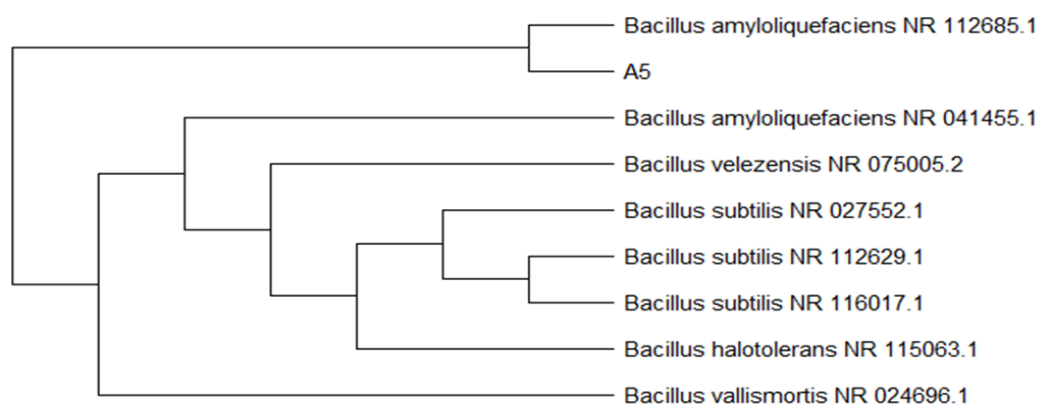 Bacillus amyloliquefaciens NR 112685.1
A5
Bacillus amyloliquefaciens NR 041455.1
Bacillus velezensis NR 075005.2
Bacillus subtilis NR 027552.1
Bacillus subtilis NR 112629.1
Bacillus subtilis NR 116017.1
Bacillus halotolerans NR 115063.1
Bacillus vallismortis NR 024696.1